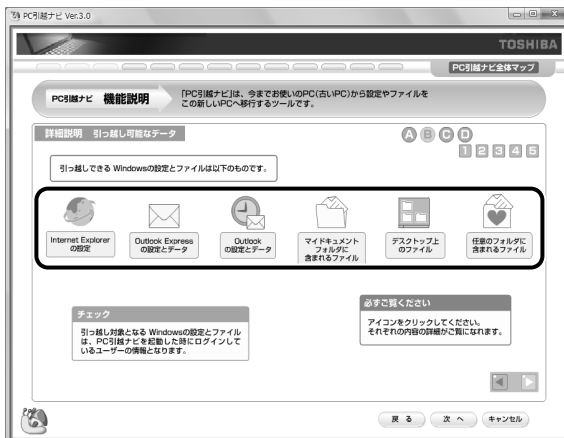 PC引越ナビ Ver.3.0
TOSHIBA
PC引越ナビ全体マップ
PC引越ナビ 機能説明
「PC引越ナビ」は、今までお使いのPC(古いPC)から設定やファイルを
この新しいPCへ移行するツールです。
詳細説明 引っ越し可能なデータ
A B C D
1 2 3 4 5
引っ越しできる Windowsの設定とファイルは以下のものです。
Internet Explorer
の設定
Outlook Express
の設定とデータ
Outlook
の設定とデータ
マイドキュメント
フォルダに
含まれるファイル
デスクトップ上
のファイル
任意のフォルダに
含まれるファイル
チェック
引っ越し対象となる Windowsの設定とファイル
は、PC引越ナビを起動した時にログインして
いるユーザーの情報となります。
必ずご覧ください
アイコンをクリックしてください。
それぞれの内容の詳細がご覧になれます。
戻 る
次 へ
キャンセル